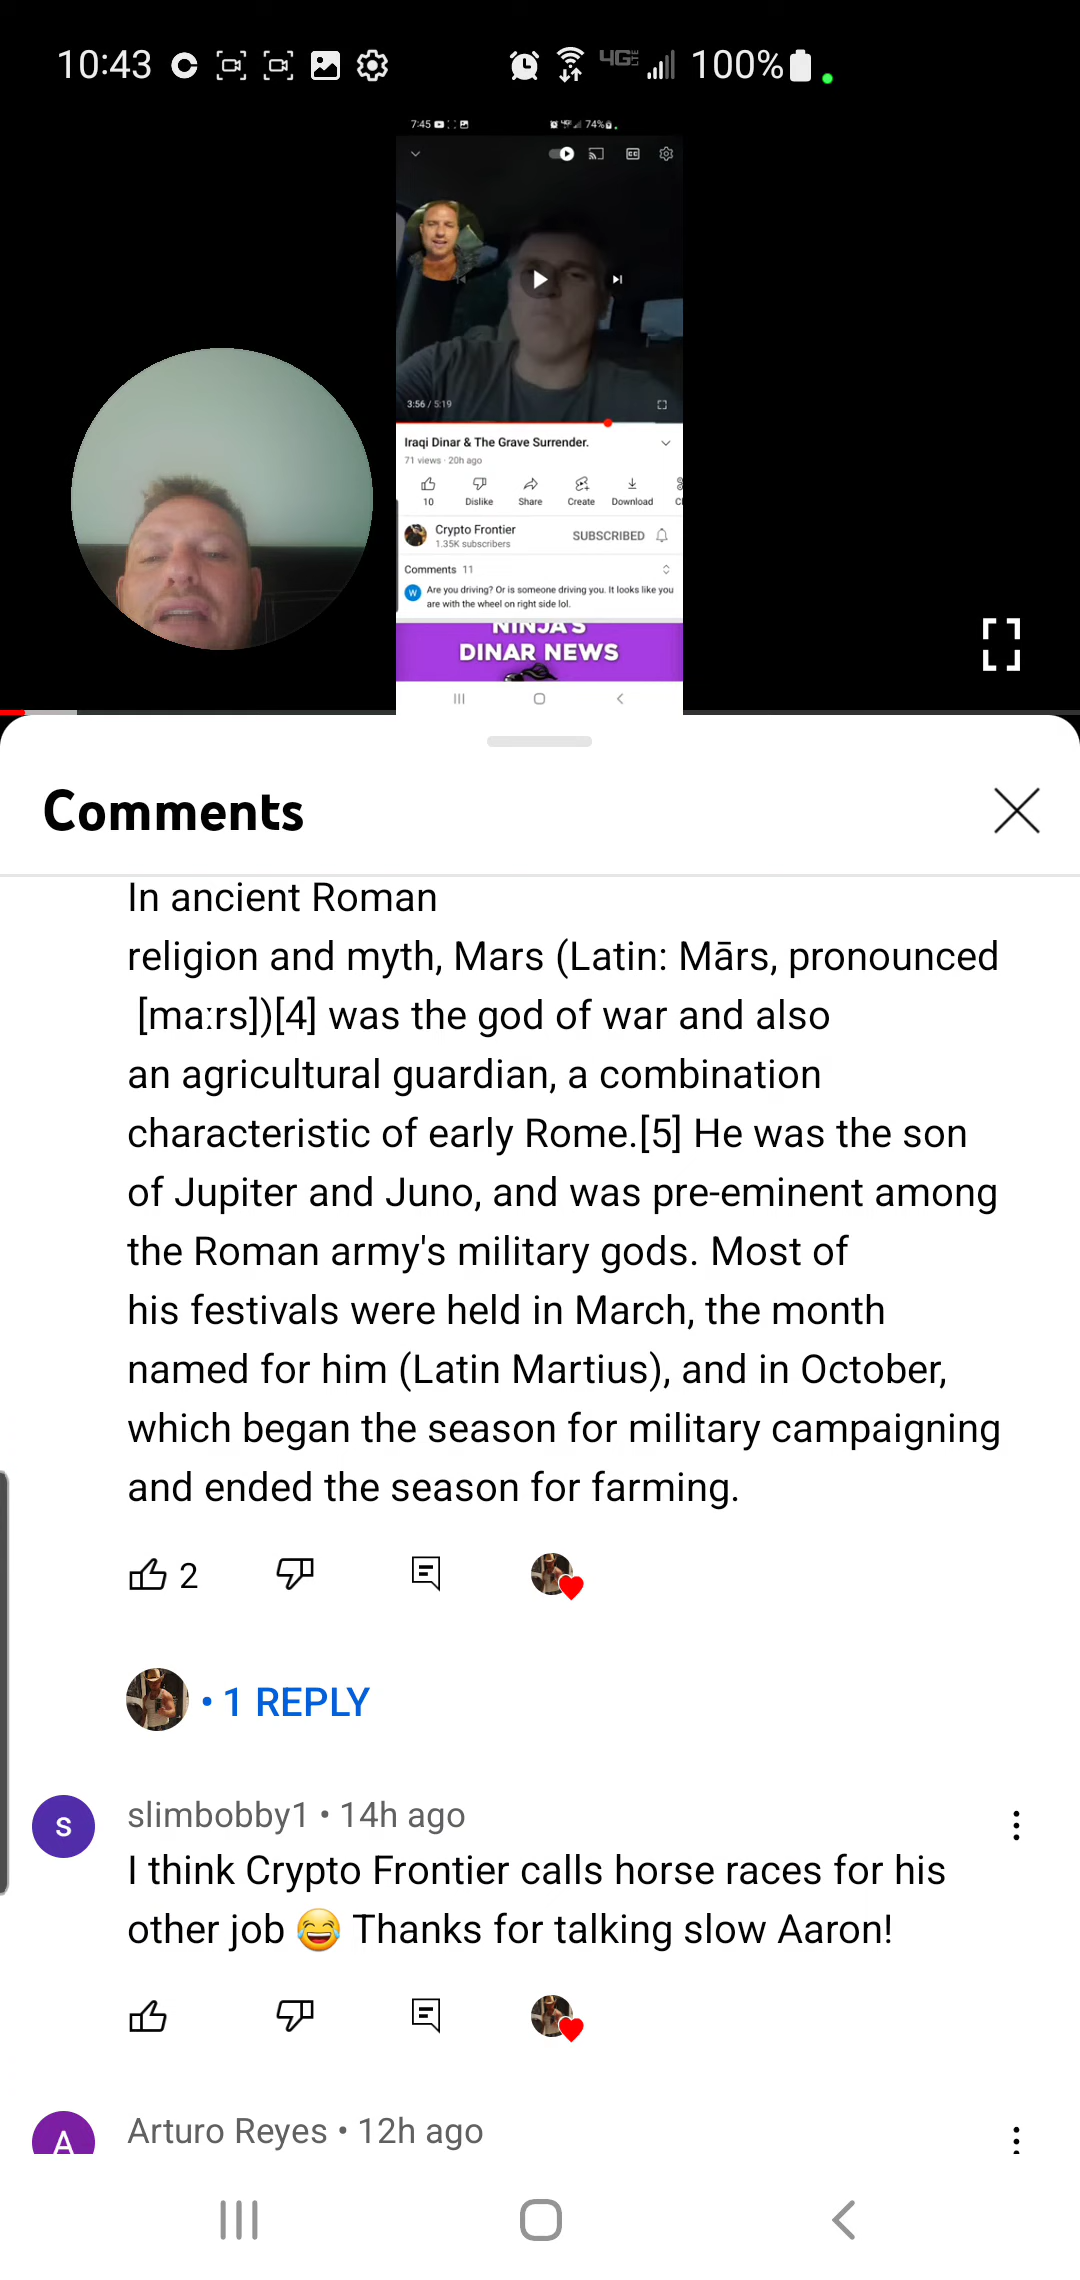 10:43
4G LTE
100%
7:45
74%
3:56 / 5:19
Iraqi Dinar & The Grave Surrender.
71 views · 20h ago
10 Dislike Share Create Download
Crypto Frontier
1.35K subscribers
SUBSCRIBED
Comments 11
W
Are you driving? Or is someone driving you. It looks like you
are with the wheel on right side lol.
NINJA'S
DINAR NEWS
Comments
In ancient Roman
religion and myth, Mars (Latin: Mārs, pronounced
[maːrs])[4] was the god of war and also
an agricultural guardian, a combination
characteristic of early Rome.[5] He was the son
of Jupiter and Juno, and was pre-eminent among
the Roman army's military gods. Most of
his festivals were held in March, the month
named for him (Latin Martius), and in October,
which began the season for military campaigning
and ended the season for farming.
2
• 1 REPLY
S
slimbobby1 • 14h ago
I think Crypto Frontier calls horse races for his
other job 😂 Thanks for talking slow Aaron!
A
Arturo Reyes • 12h ago